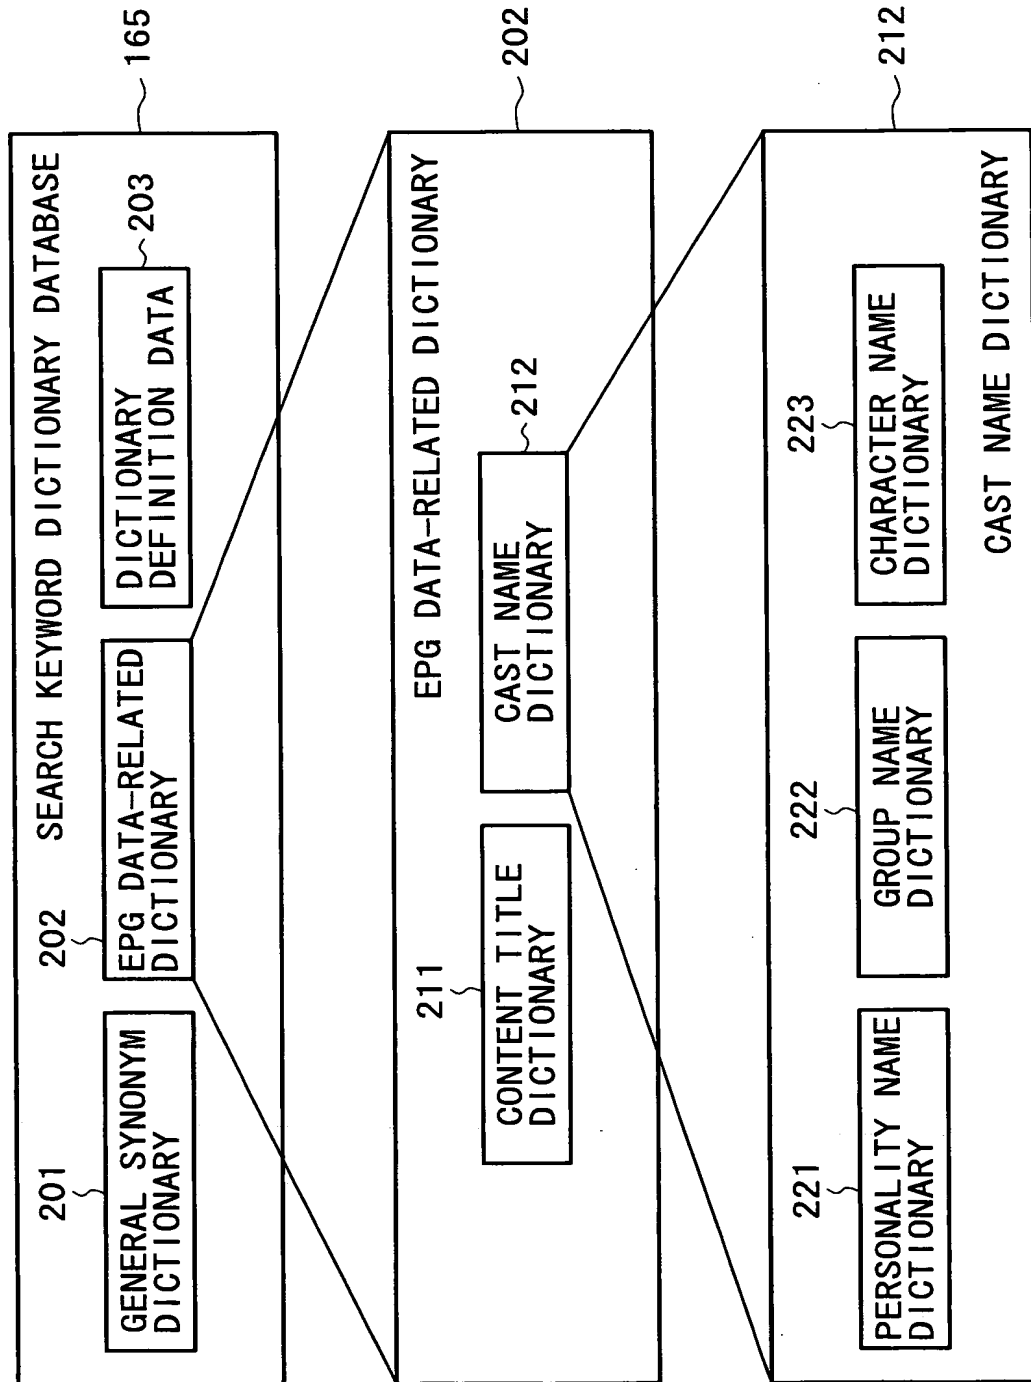 SEARCH KEYWORD DICTIONARY DATABASE
165
201
GENERAL SYNONYM
DICTIONARY
202
EPG DATA-RELATED
DICTIONARY
203
DICTIONARY
DEFINITION DATA
EPG DATA-RELATED DICTIONARY
202
211
CONTENT TITLE
DICTIONARY
212
CAST NAME
DICTIONARY
212
221
PERSONALITY NAME
DICTIONARY
222
GROUP NAME
DICTIONARY
223
CHARACTER NAME
DICTIONARY
CAST NAME DICTIONARY